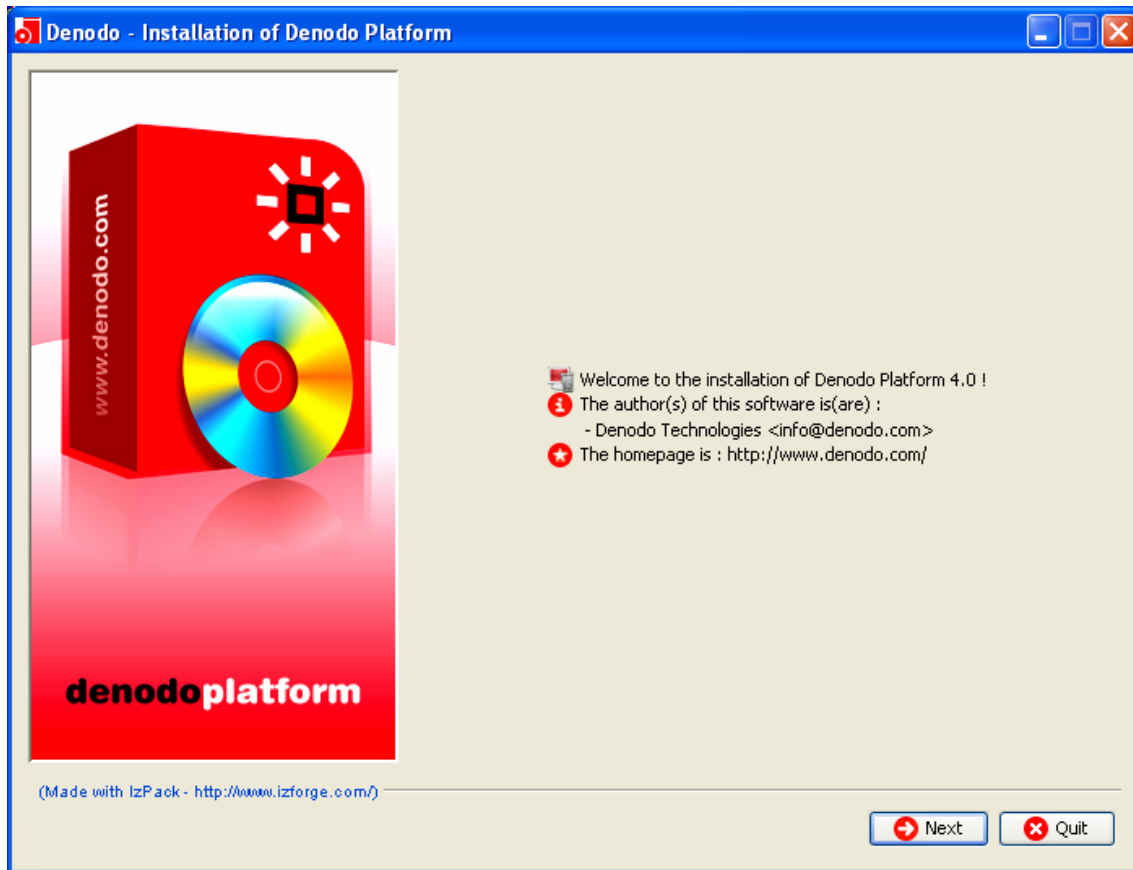 Denodo - Installation of Denodo Platform
www.denodo.com
denodoplatform
Welcome to the installation of Denodo Platform 4.0 !
The author(s) of this software is(are) :
- Denodo Technologies <info@denodo.com>
The homepage is : http://www.denodo.com/
(Made with IzPack - http://www.izforge.com/)
Next
Quit